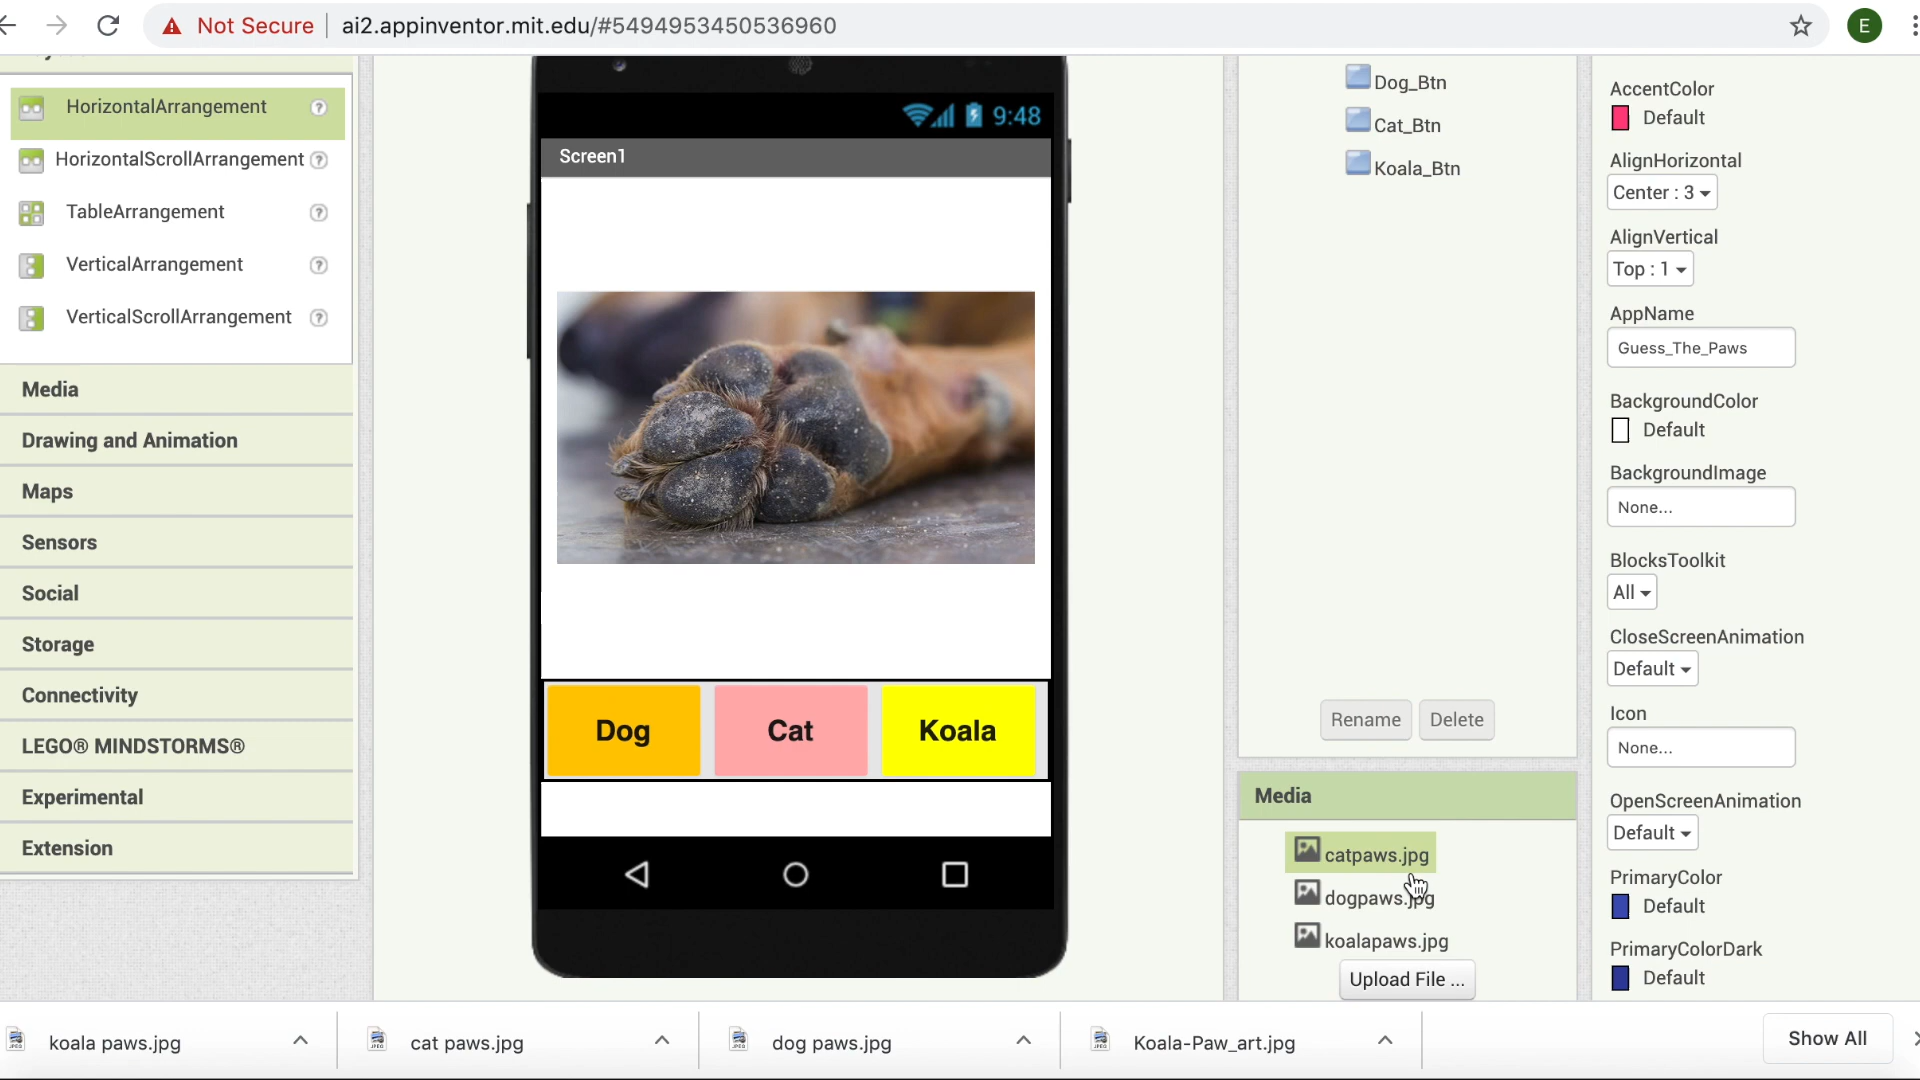 Not Secure
ai2.appinventor.mit.edu/#5494953450536960
E
HorizontalArrangement ?
HorizontalScrollArrangement ?
TableArrangement ?
VerticalArrangement ?
VerticalScrollArrangement ?
Media
Drawing and Animation
Maps
Sensors
Social
Storage
Connectivity
LEGO® MINDSTORMS®
Experimental
Extension
9:48
Screen1
Dog
Cat
Koala
Dog_Btn
Cat_Btn
Koala_Btn
Rename
Delete
Media
catpaws.jpg
dogpaws.jpg
koalapaws.jpg
Upload File ...
AccentColor
Default
AlignHorizontal
Center : 3
AlignVertical
Top : 1
AppName
Guess_The_Paws
BackgroundColor
Default
BackgroundImage
None...
BlocksToolkit
All
CloseScreenAnimation
Default
Icon
None...
OpenScreenAnimation
Default
PrimaryColor
Default
PrimaryColorDark
Default
koala paws.jpg
cat paws.jpg
dog paws.jpg
Koala-Paw_art.jpg
Show All